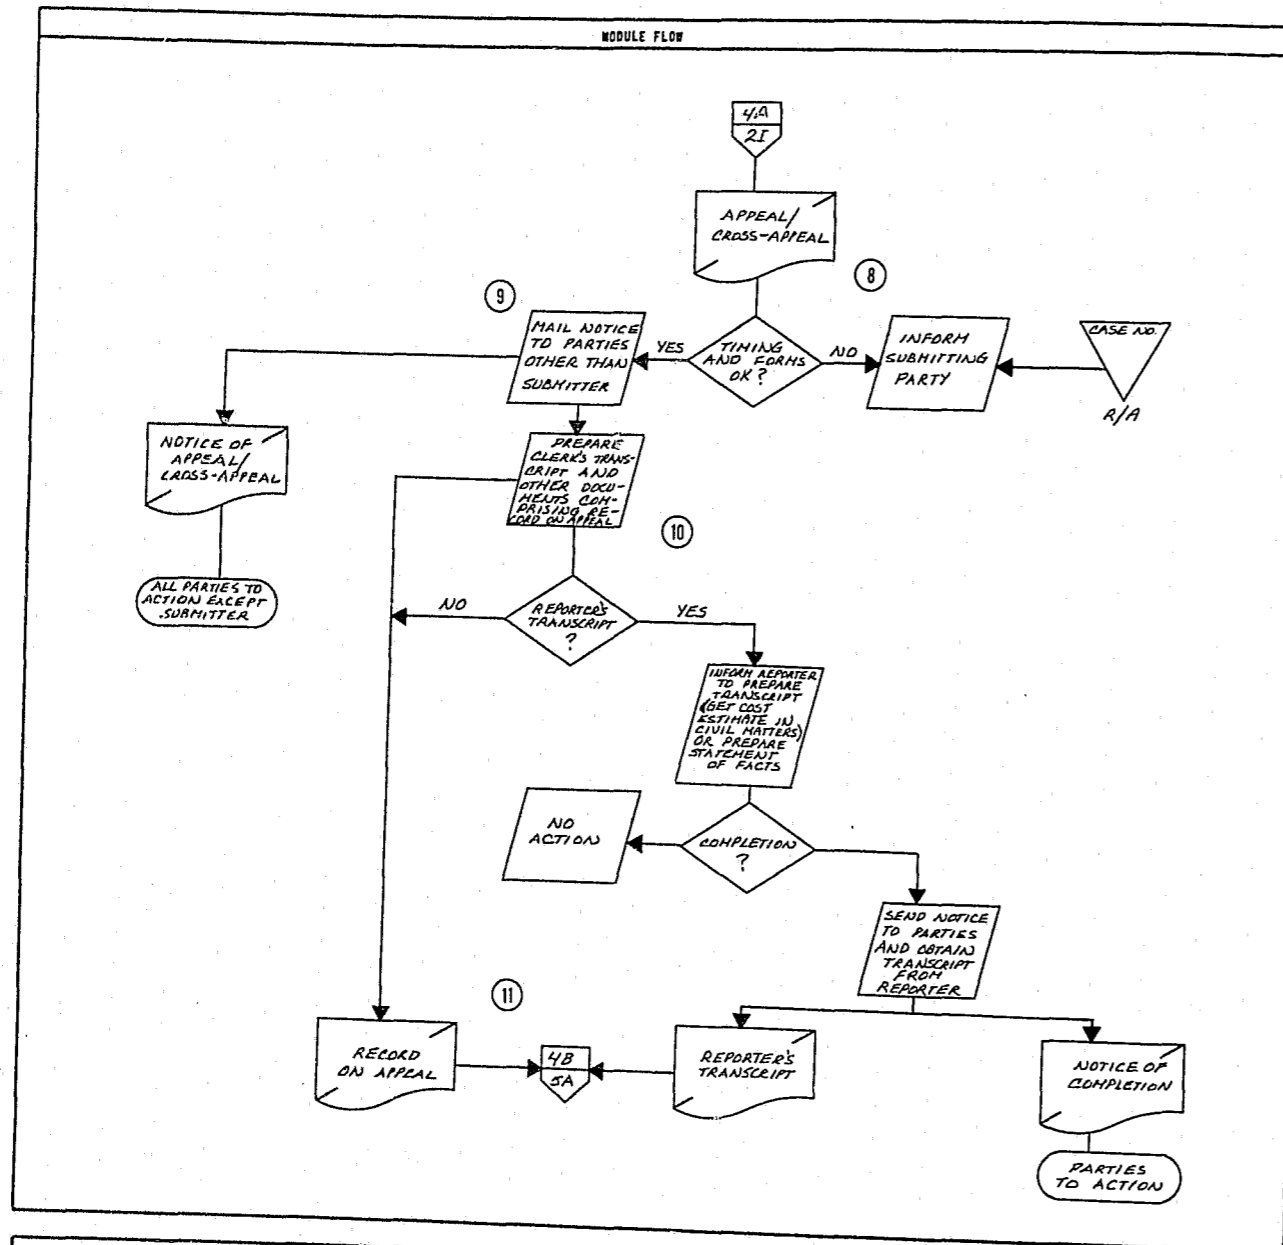 MODULE FLOW
4A
2I
APPEAL/
CROSS-APPEAL
8
9
MAIL NOTICE
TO PARTIES
OTHER THAN
SUBMITTER
YES
TIMING
AND FORMS
OK?
NO
INFORM
SUBMITTING
PARTY
CASE NO.
R/A
NOTICE OF
APPEAL/
CROSS-APPEAL
ALL PARTIES TO
ACTION EXCEPT
SUBMITTER
PREPARE
CLERK'S TRANS-
CRIPT AND
OTHER DOCU-
MENTS COM-
PRISING RE-
CORD ON APPEAL
10
NO
REPORTER'S
TRANSCRIPT
?
YES
INFORM REPORTER
TO PREPARE
TRANSCRIPT
(GET COST
ESTIMATE IN
CIVIL MATTERS)
OR PREPARE
STATEMENT
OF FACTS
NO
ACTION
COMPLETION
?
SEND NOTICE
TO PARTIES
AND OBTAIN
TRANSCRIPT
FROM
REPORTER
11
RECORD
ON APPEAL
4B
5A
REPORTER'S
TRANSCRIPT
NOTICE OF
COMPLETION
PARTIES
TO ACTION